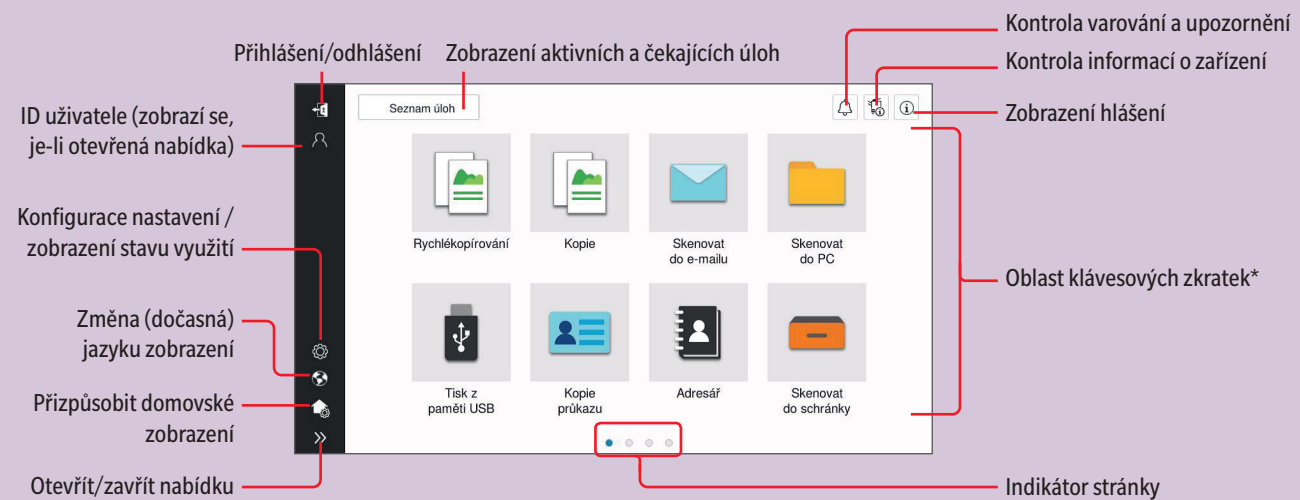 Kontrola varování a upozornění
Přihlášení/odhlášení
Zobrazení aktivních a čekajících úloh
Kontrola informací o zařízení
Seznam úloh
Zobrazení hlášení
ID uživatele (zobrazí se,
je-li otevřená nabídka)
Konfigurace nastavení /
zobrazení stavu využití
Rychlékopírování
Kopie
Skenovat
do e-mailu
Skenovat
do PC
Oblast klávesových zkratek*
Změna (dočasná)
jazyku zobrazení
Přizpůsobit domovské
zobrazení
Tisk z
paměti USB
Kopie
průkazu
Adresář
Skenovat
do schránky
Otevřít/zavřít nabídku
Indikátor stránky